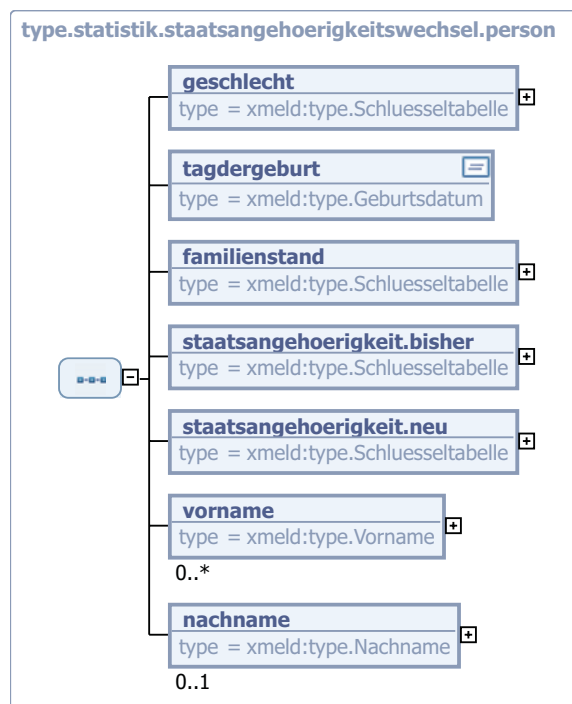 type.statistik.staatsangehoerigkeitswechsel.person
geschlecht
type = xmeld:type.Schluesseltabelle
tagdergeburt
type = xmeld:type.Geburtsdatum
familienstand
type = xmeld:type.Schluesseltabelle
staatsangehoerigkeit.bisher
type = xmeld:type.Schluesseltabelle
staatsangehoerigkeit.neu
type = xmeld:type.Schluesseltabelle
vorname
type = xmeld:type.Vorname
0..*
nachname
type = xmeld:type.Nachname
0..1